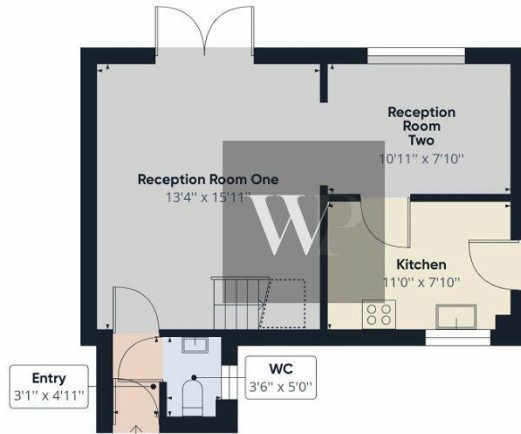 Reception Room One
13'4" x 15'11"
Reception
Room
Two
10'11" x 7'10"
WP
Kitchen
11'0" x 7'10"
Entry
3'1" x 4'11"
WC
3'6" x 5'0"